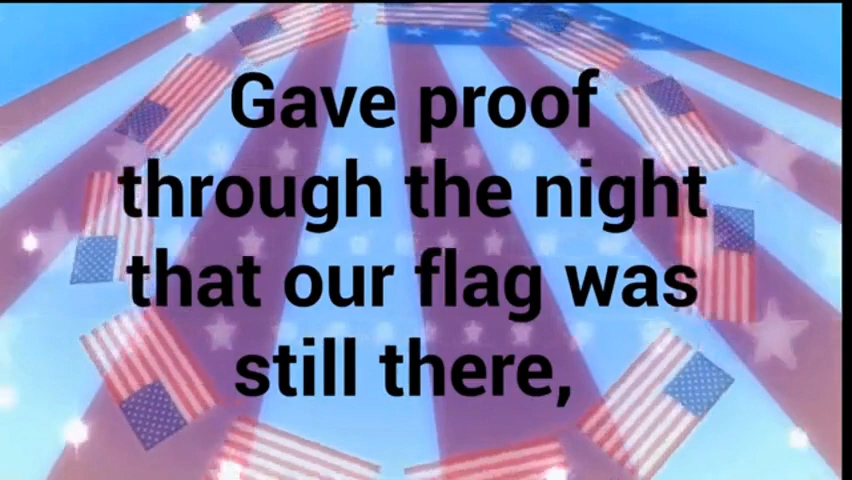 Gave proof
through the night
that our flag was
still there,